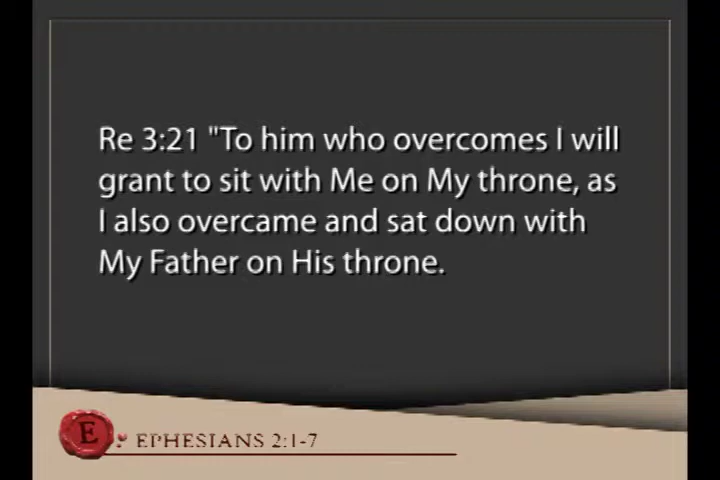 Re 3:21 "To him who overcomes I will
grant to sit with Me on My throne, as
I also overcame and sat down with
My Father on His throne.
E
EPHESIANS 2:1-7